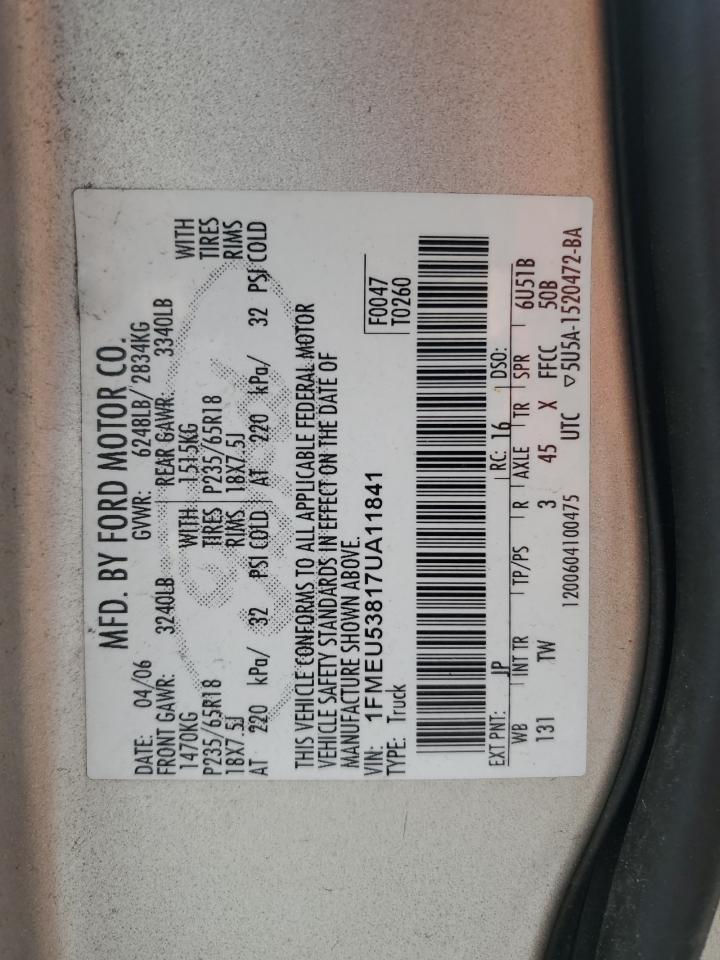 MFD. BY FORD MOTOR CO.
DATE: 04/06 GVWR: 6248LB/ 2834KG
FRONT GAWR: 3240LB REAR GAWR: 3340LB
1470KG WITH 1515KG WITH
P235/65R18 TIRES P235/65R18 TIRES
18X7.5J RIMS 18X7.5J RIMS
AT 220 kPa/ 32 PSI COLD AT 220 kPa/ 32 PSI COLD
THIS VEHICLE CONFORMS TO ALL APPLICABLE FEDERAL MOTOR
VEHICLE SAFETY STANDARDS IN EFFECT ON THE DATE OF
MANUFACTURE SHOWN ABOVE.
VIN: 1FMEU53817UA11841 F0047
TYPE: Truck T0260
EXT PNT: JP RC: 16 DSO:
WB INT TR TP/PS R AXLE TR SPR 6U51B
131 TW 3 45 X FFCC 50B
1200604100475 UTC ▽5U5A-1520472-BA